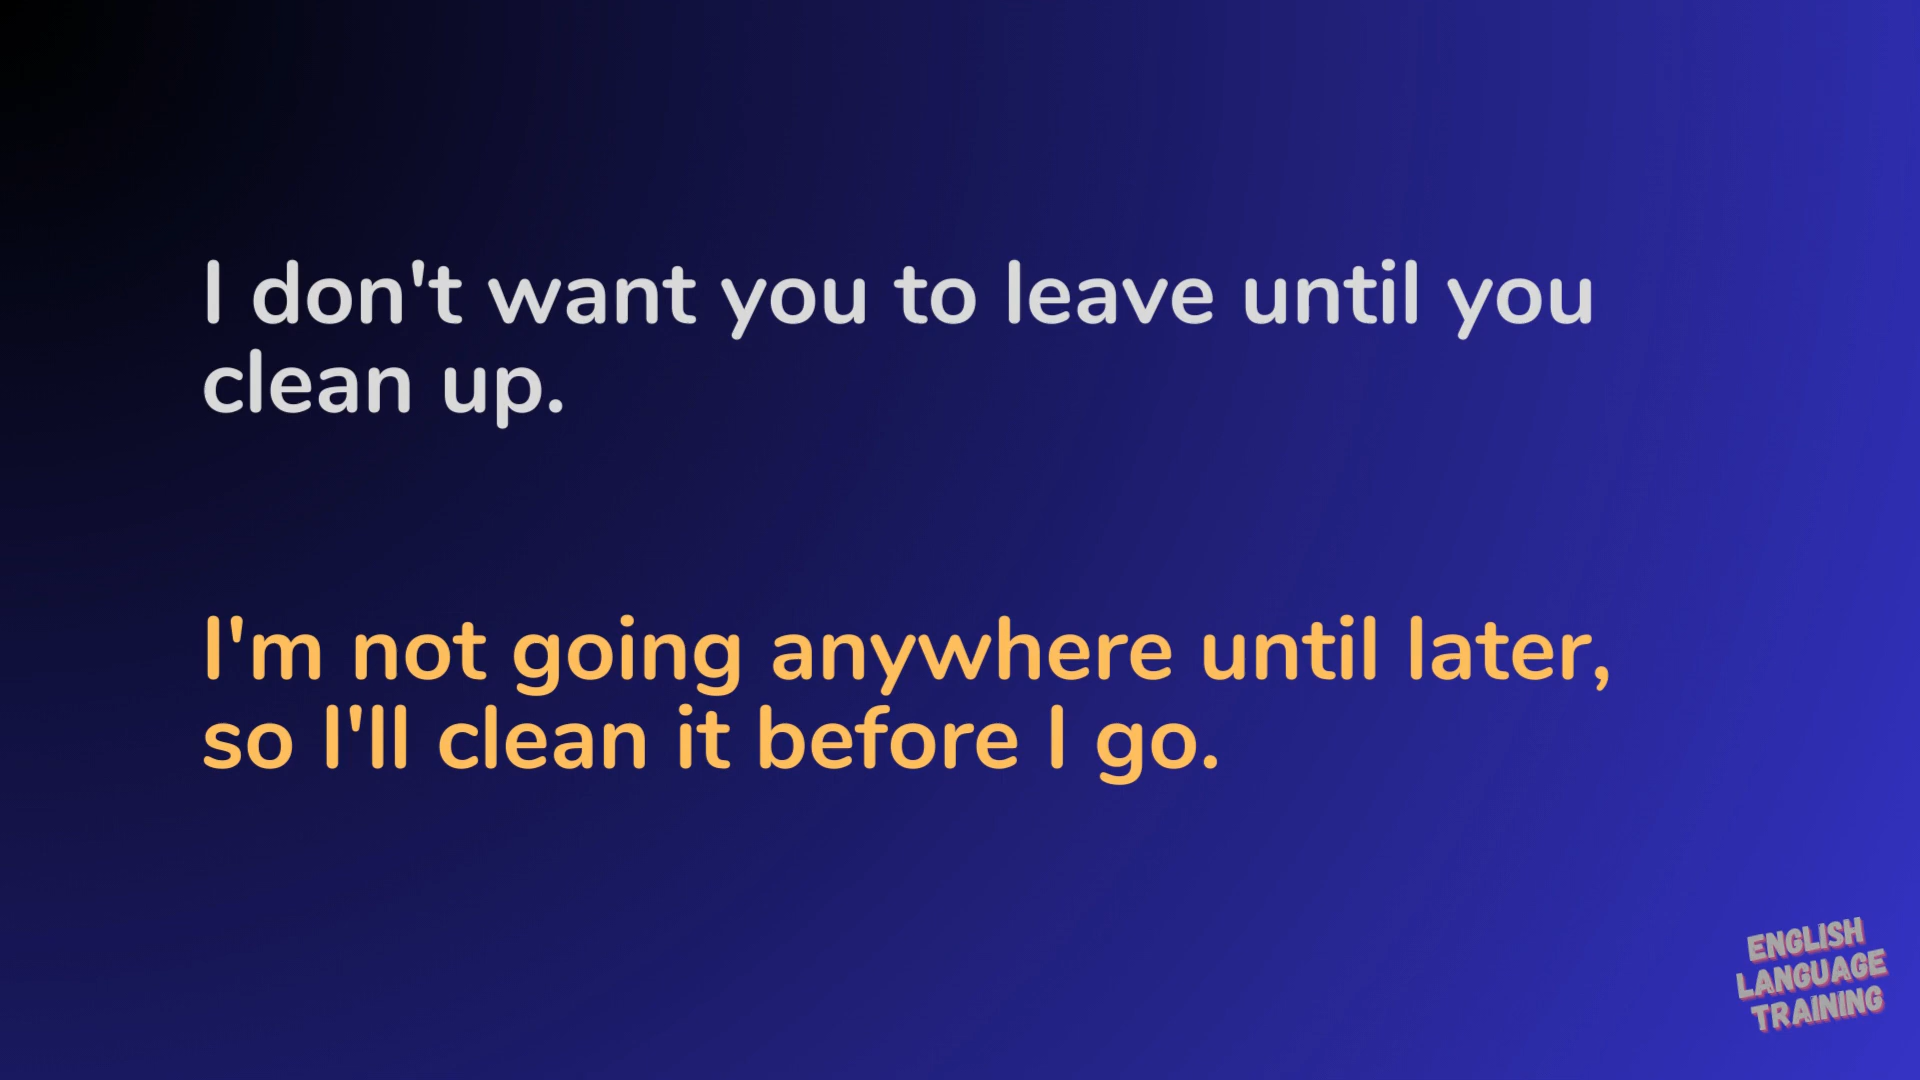 I don't want you to leave until you
clean up.
I'm not going anywhere until later,
so I'll clean it before I go.
ENGLISH
LANGUAGE
TRAINING